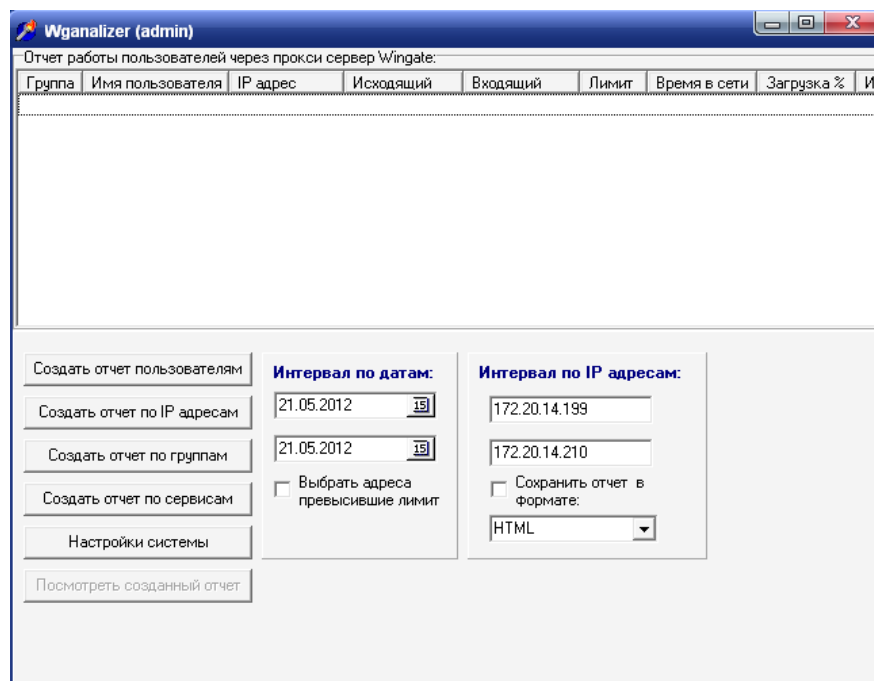 Wganalizer (admin)
Отчет работы пользователей через прокси сервер Wingate:
Группа Имя пользователя IP адрес Исходящий Входящий Лимит Время в сети Загрузка % И
Создать отчет пользователям
Создать отчет по IP адресам
Создать отчет по группам
Создать отчет по сервисам
Настройки системы
Посмотреть созданный отчет
Интервал по датам:
21.05.2012 15
21.05.2012 15
Выбрать адреса
превысившие лимит
Интервал по IP адресам:
172.20.14.199
172.20.14.210
Сохранить отчет в
формате:
HTML